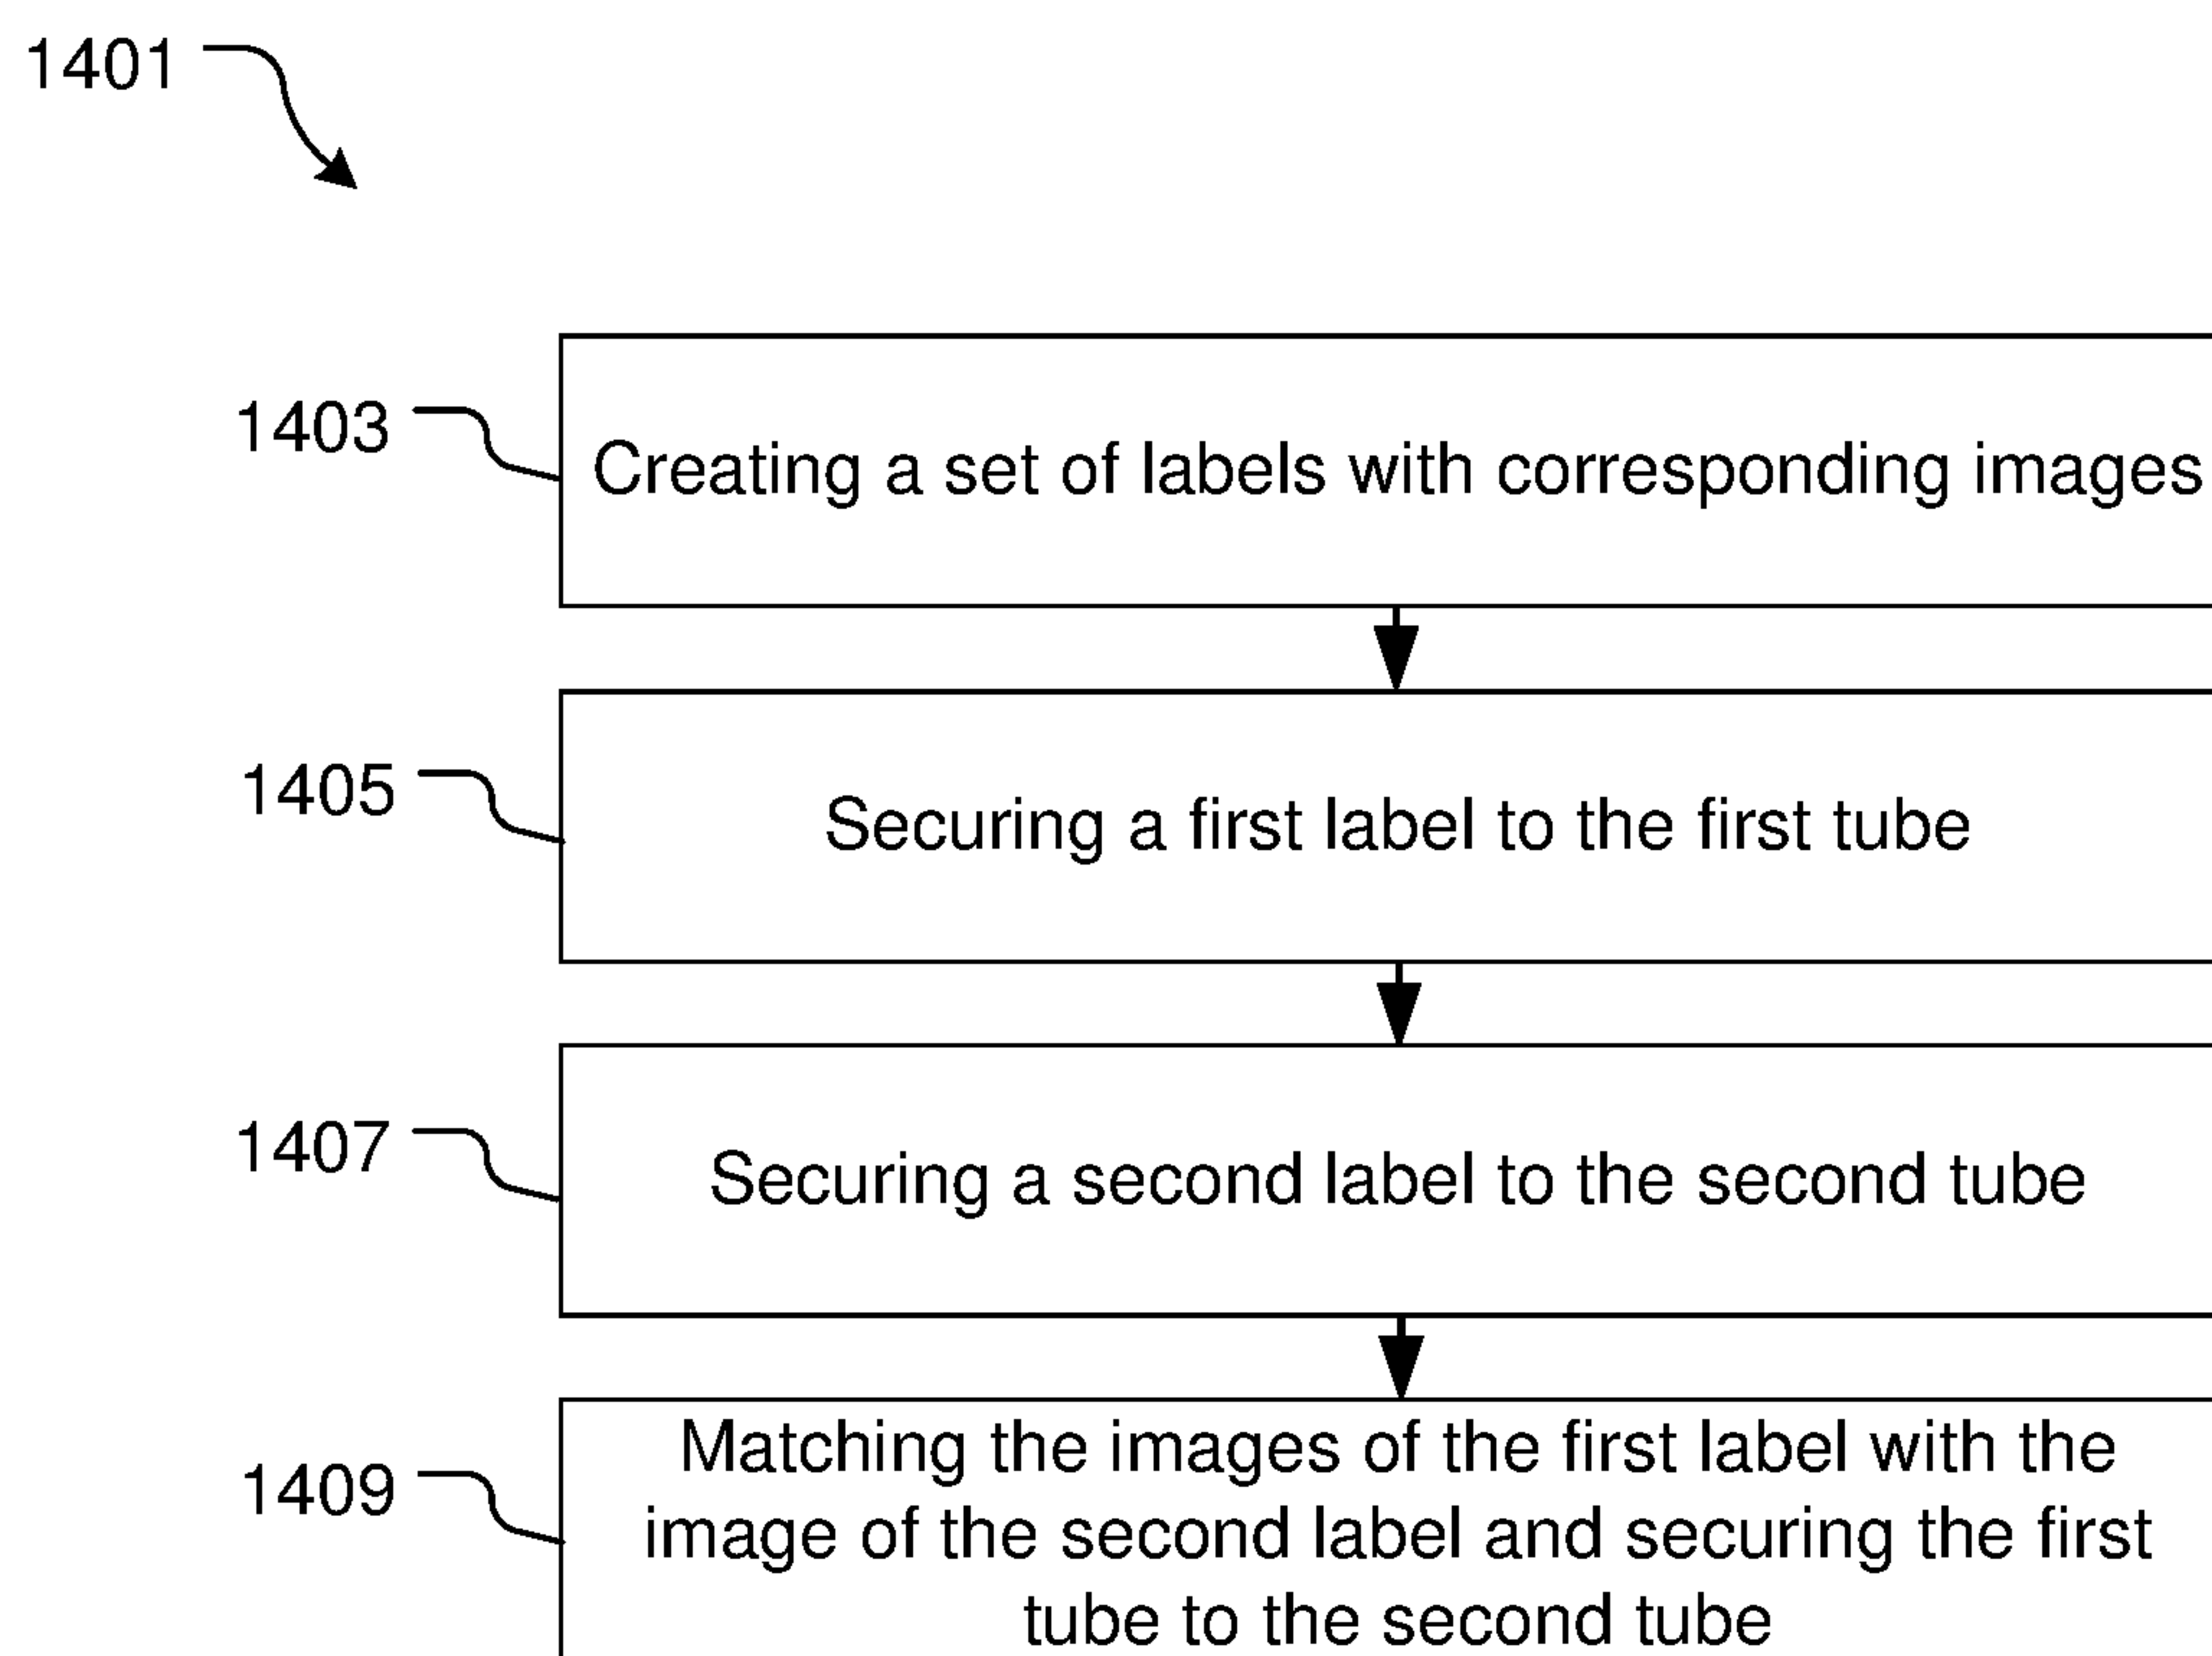 1401
1403
Creating a set of labels with corresponding images
1405
Securing a first label to the first tube
1407
Securing a second label to the second tube
1409
Matching the images of the first label with the
image of the second label and securing the first
tube to the second tube